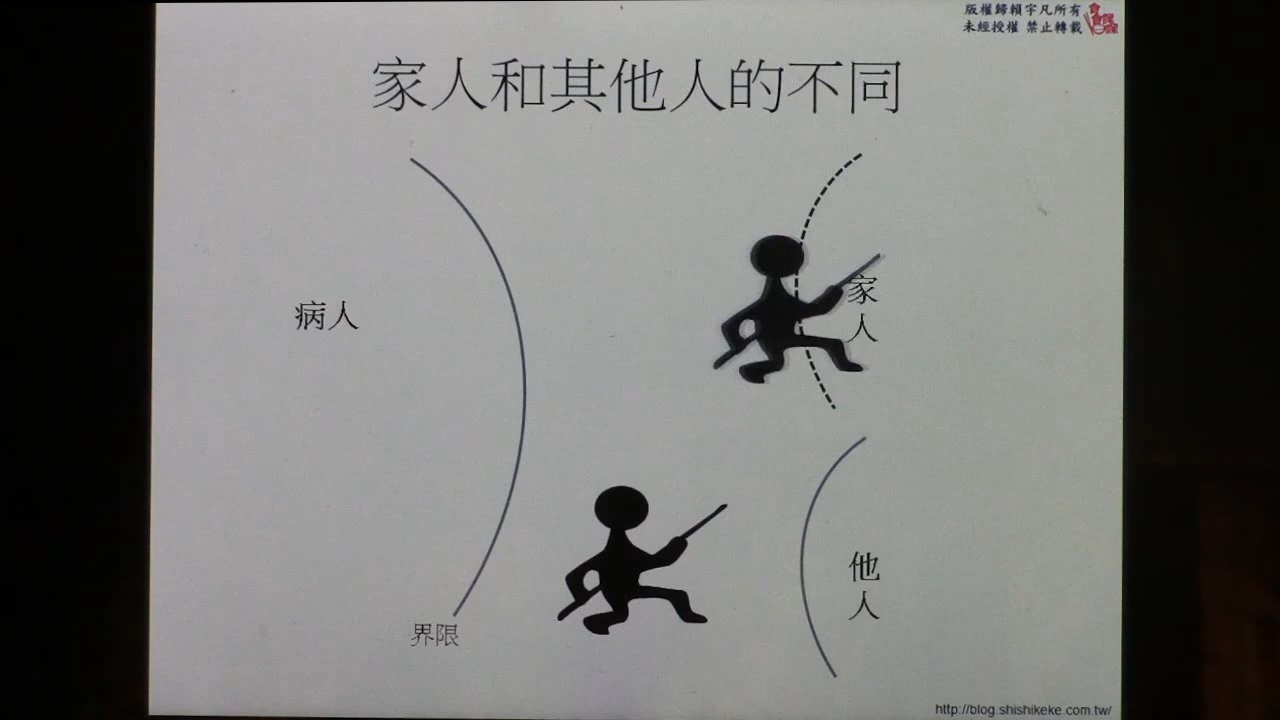 版權歸賴宇凡所有
未經授權 禁止轉載
家人和其他人的不同
病人
家人
他人
界限
http://blog.shishikeke.com.tw/